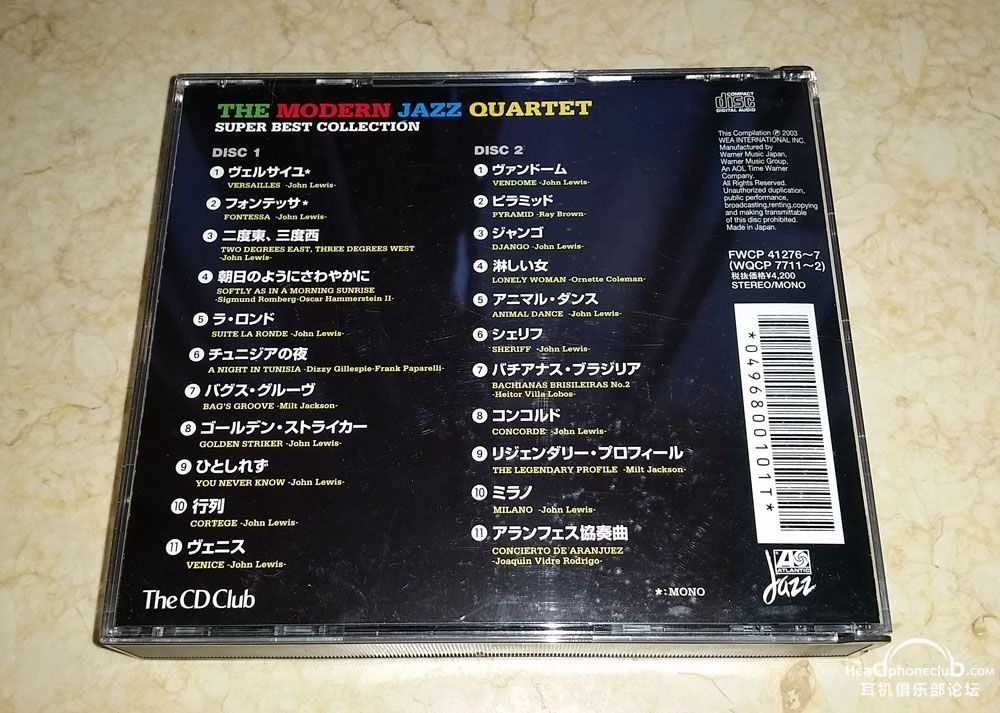 THE MODERN JAZZ QUARTET
SUPER BEST COLLECTION
DISC 1
1 ヴェルサイユ*
VERSAILLES -John Lewis-
2 フォンテッサ*
FONTESSA -John Lewis-
3 二度東、三度西
TWO DEGREES EAST, THREE DEGREES WEST
-John Lewis-
4 朝日のようにさわやかに
SOFTLY AS IN A MORNING SUNRISE
-Sigmund Romberg-Oscar Hammerstein II-
5 ラ・ロンド
SUITE LA RONDE -John Lewis-
6 チュニジアの夜
A NIGHT IN TUNISIA -Dizzy Gillespie-Frank Paparelli-
7 バグス・グルーヴ
BAG'S GROOVE -Milt Jackson-
8 ゴールデン・ストライカー
GOLDEN STRIKER -John Lewis-
9 ひとしれず
YOU NEVER KNOW -John Lewis-
10 行列
CORTEGE -John Lewis-
11 ヴェニス
VENICE -John Lewis-
The CD Club
DISC 2
1 ヴァンドーム
VENDOME -John Lewis-
2 ピラミッド
PYRAMID -Ray Brown-
3 ジャンゴ
DJANGO -John Lewis-
4 淋しい女
LONELY WOMAN -Ornette Coleman-
5 アニマル・ダンス
ANIMAL DANCE -John Lewis-
6 シェリフ
SHERIFF -John Lewis-
7 バチアナス・ブラジリア
BACHIANAS BRISILEIRAS No.2
-Heitor Villa Lobos-
8 コンコルド
CONCORDE -John Lewis-
9 リジェンダリー・プロフィール
THE LEGENDARY PROFILE -Milt Jackson-
10 ミラノ
MILANO -John Lewis-
11 アランフェス協奏曲
CONCIERTO DE ARANJUEZ
-Joaquin Vidre Rodrigo-
*:MONO
COMPACT
disc
DIGITAL AUDIO
This Compilation ℗ 2003
WEA INTERNATIONAL INC.
Manufactured by
Warner Music Japan,
Warner Music Group,
An AOL Time Warner
Company.
All Rights Reserved.
Unauthorized duplication,
public performance,
broadcasting,renting,copying
and making transmittable
of this disc prohibited.
Made in Japan.
FWCP 41276~7
(WQCP 7711~2)
税抜価格¥4,200
STEREO/MONO
*0496800101T*
ATLANTIC
Jazz
Headphoneclub.com
耳机俱乐部论坛